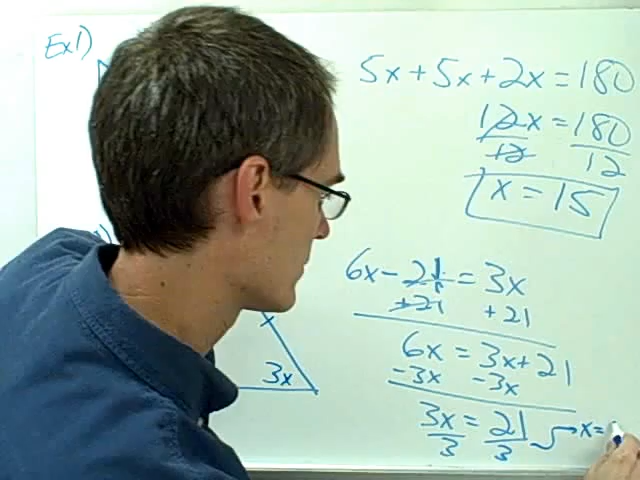 Ex1)
5x+5x+2x=180
12x=180
12 12
x=15
6x-21=3x
+21 +21
6x=3x+21
-3x -3x
3x=21
3 3
x=
3x